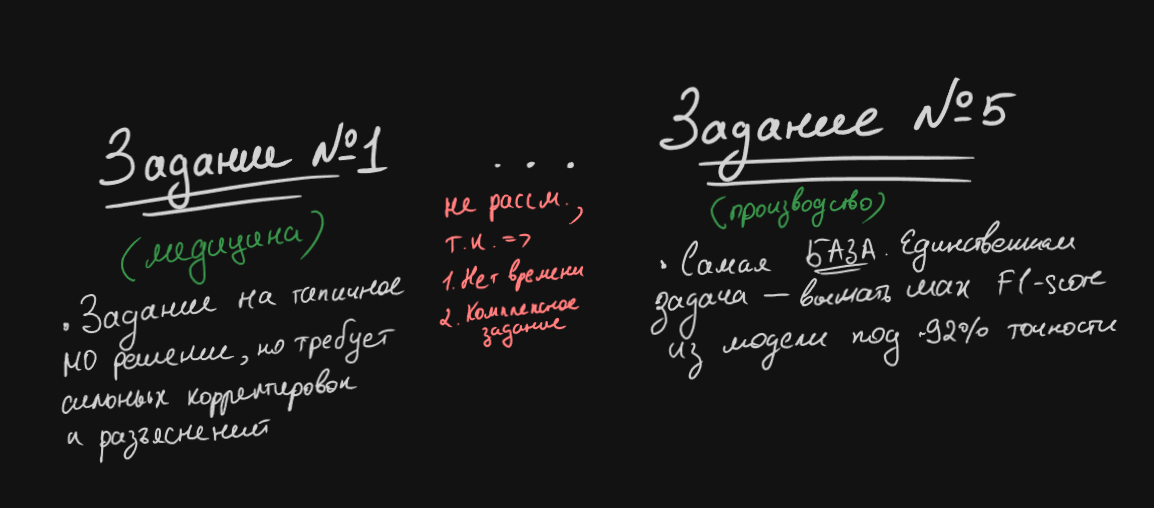 Задание №1
(медицина)
• Задание на типичное
МО решение, но требует
сильных корректировок
и разъяснений
. . .
не рассм.,
т.к. =>
1. Нет времени
2. Комплексное
задание
Задание №5
(производство)
• Самая БАЗА. Единственная
задача — выжать max F1-score
из модели под ~92% точности